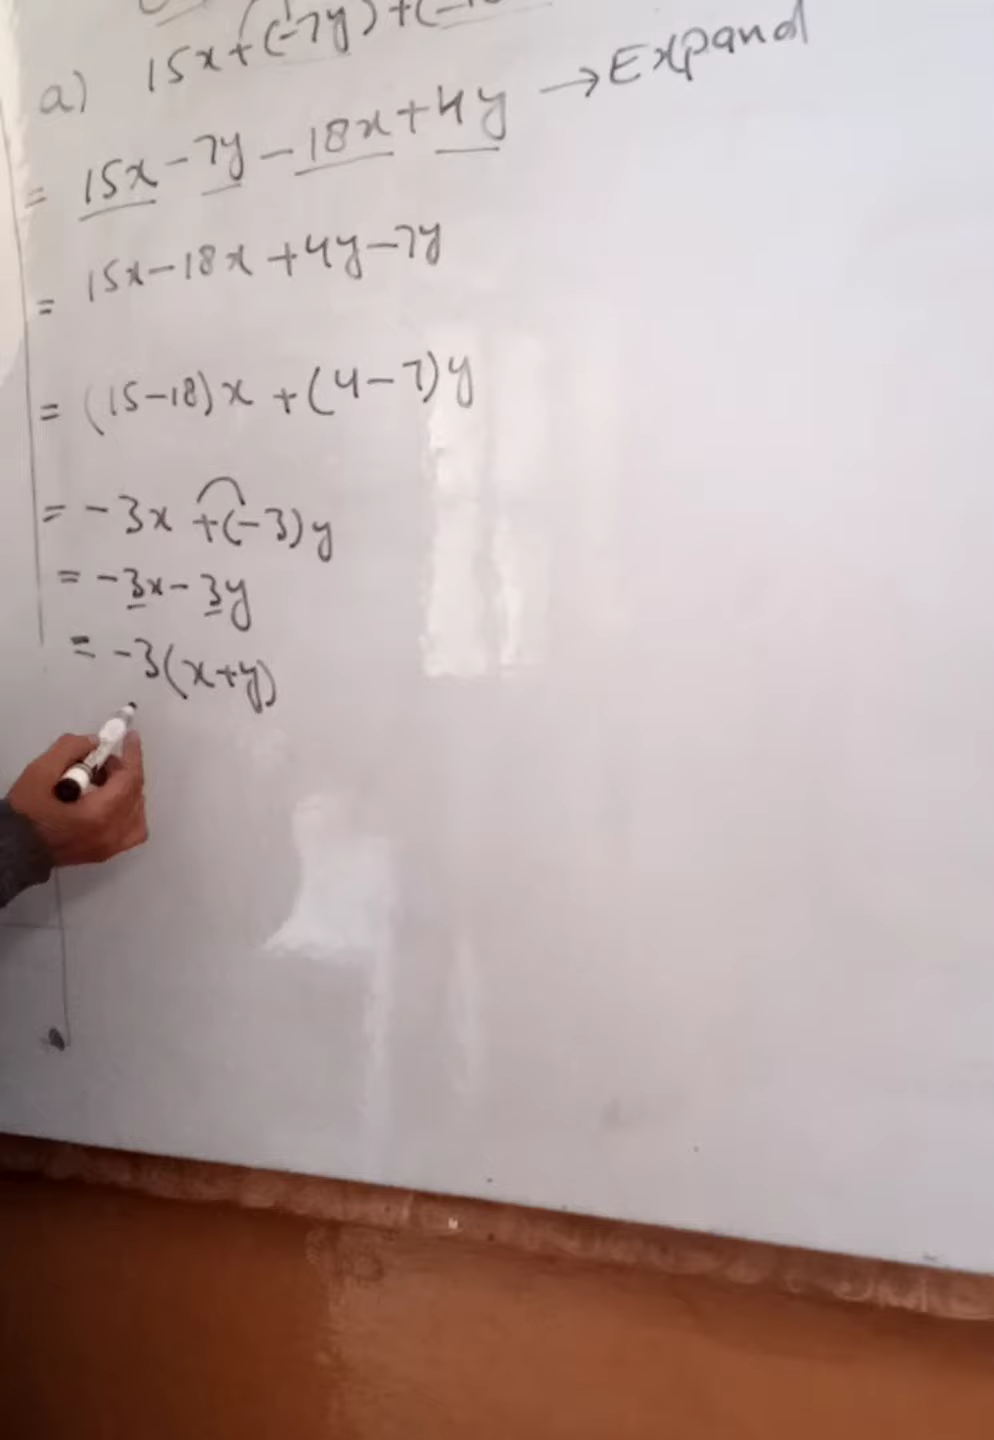 a) 15x+(-7y)+(-18
= 15x-7y-18x+4y →Expand
= 15x-18x+4y-7y
= (15-18)x+(4-7)y
= -3x+(-3)y
= -3x-3y
= -3(x+y)